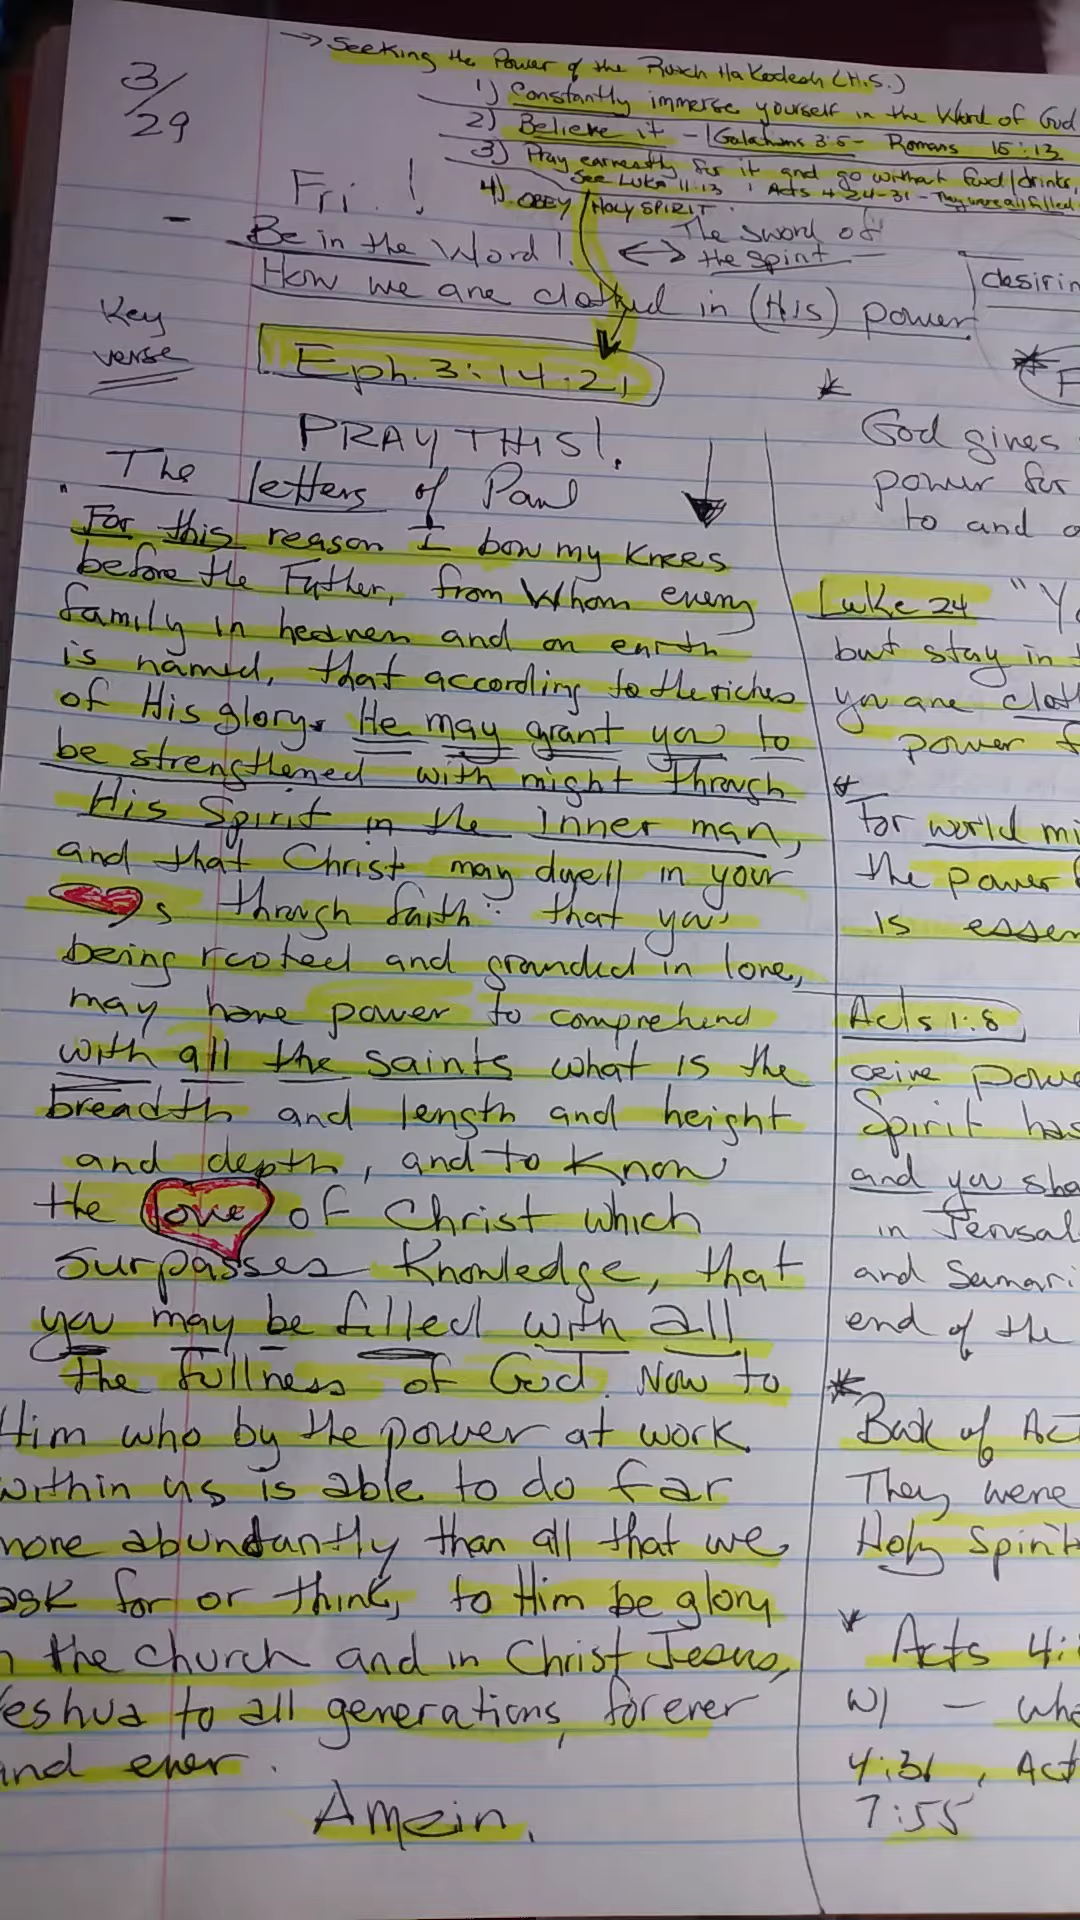 → Seeking the Power of the Ruach HaKodesh (H.S.)
1) Constantly immerse yourself in the Word of God
2) Believe it - Galatians 3:5 - Romans 15:13
3) Pray earnestly for it and go without food/drinks,
See Luke 11:13 , Acts 4:24-31 - They were all filled
4) OBEY HOLY SPIRIT.
3/29
Fri.!
- Be in the Word! <-> The sword of
the spirit -
How we are clothed in (His) power
desirin
Key
verse
Eph. 3:14-21
PRAY THIS!
The letters of Paul
"For this reason I bow my knees
before the Father, from Whom every
family in heaven and on earth
is named, that according to the riches
of His glory. He may grant you to
be strengthened with might through
His Spirit in the inner man,
and that Christ may dwell in your
❤s through faith: that you,
being rooted and grounded in love,
may have power to comprehend
with all the saints what is the
breadth and length and height
and depth, and to know
the love of Christ which
surpasses knowledge, that
you may be filled with all
the fullness of God. Now to
Him who by the power at work
within us is able to do far
more abundantly than all that we
ask for or think, to Him be glory
n the church and in Christ Jesus,
eshua to all generations, forever
and ever.
Amein.
* F
* God gives
power for
to and o
Luke 24 "Yo
but stay in t
you are clot
power f
* For world mi
the power
is essen
Acts 1:8,
ceive powe
Spirit has
and you sha
in Jerusal
and Samari
end of the
* Book of Act
They were
Holy Spirit
* Acts 4:
w/ - whe
4:31, Act
7:55